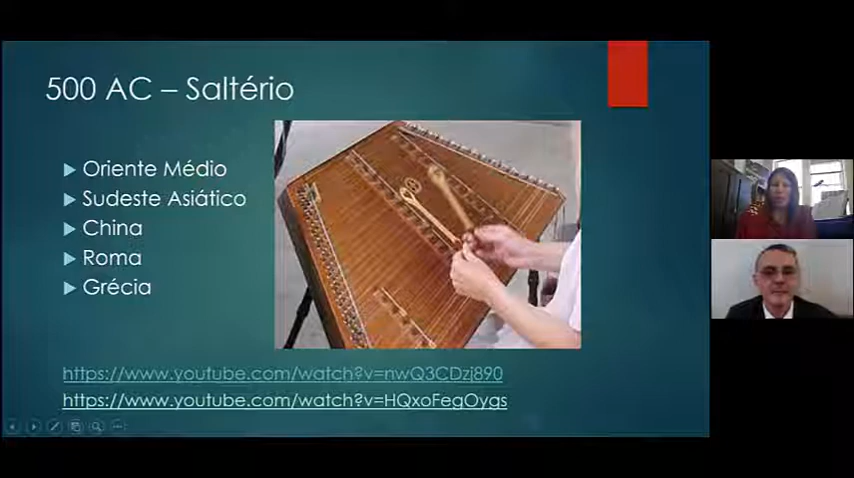 500 AC – Saltério
Oriente Médio
Sudeste Asiático
China
Roma
Grécia
https://www.youtube.com/watch?v=nwQ3CDzj890
https://www.youtube.com/watch?v=HQxoFegOygs